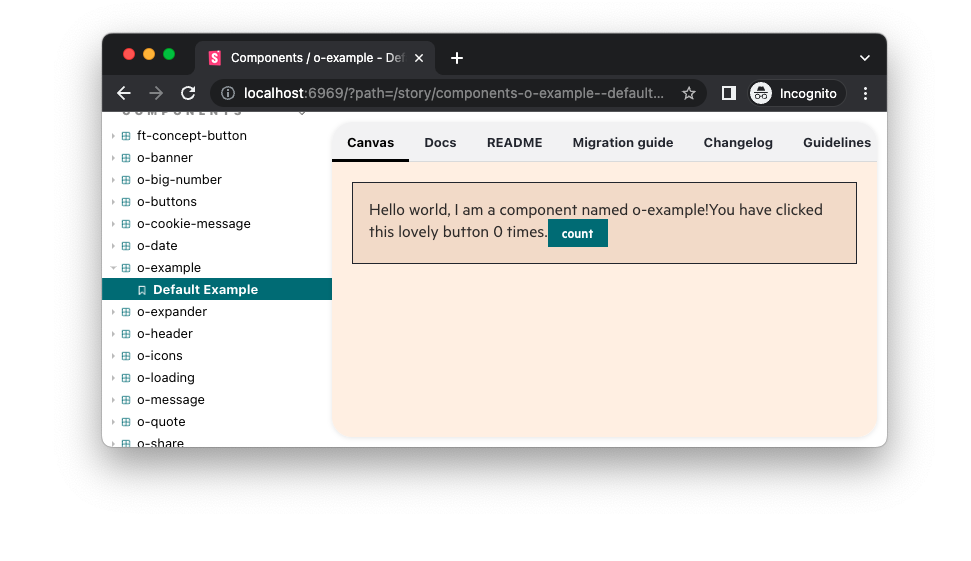 Components / o-example – Def
localhost:6969/?path=/story/components-o-example--default...
Incognito
COMPONENTS
ft-concept-button
o-banner
o-big-number
o-buttons
o-cookie-message
o-date
o-example
Default Example
o-expander
o-header
o-icons
o-loading
o-message
o-quote
o-share
Canvas Docs README Migration guide Changelog Guidelines
Hello world, I am a component named o-example!You have clicked
this lovely button 0 times. count